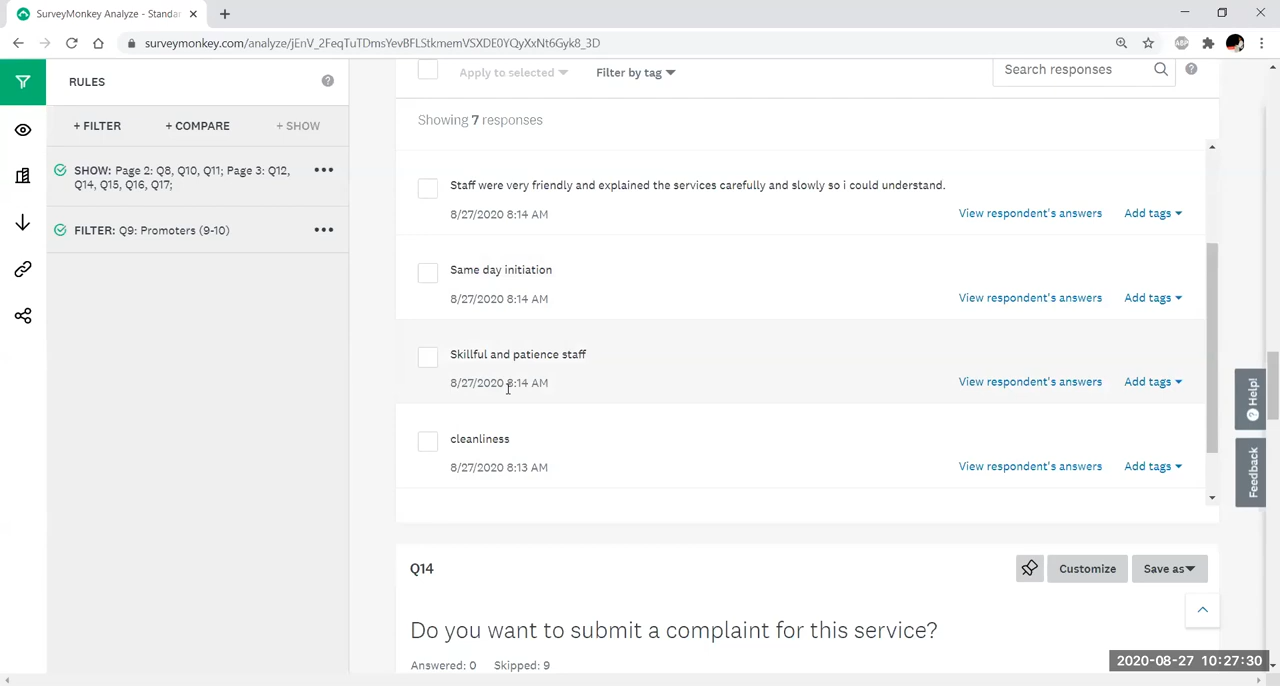 SurveyMonkey Analyze - Standar
surveymonkey.com/analyze/jEnV_2FeqTuTDmsYevBFLStkmemVSXDE0YQyXxNt6Gyk8_3D
ABP
RULES
+ FILTER + COMPARE + SHOW
SHOW: Page 2: Q8, Q10, Q11; Page 3: Q12,
Q14, Q15, Q16, Q17;
FILTER: Q9: Promoters (9-10)
Apply to selected Filter by tag Search responses
Showing 7 responses
Staff were very friendly and explained the services carefully and slowly so i could understand.
8/27/2020 8:14 AM View respondent's answers Add tags
Same day initiation
8/27/2020 8:14 AM View respondent's answers Add tags
Skillful and patience staff
8/27/2020 8:14 AM View respondent's answers Add tags
cleanliness
8/27/2020 8:13 AM View respondent's answers Add tags
Help!
Feedback
Q14 Customize Save as
Do you want to submit a complaint for this service?
Answered: 0 Skipped: 9
2020-08-27 10:27:30